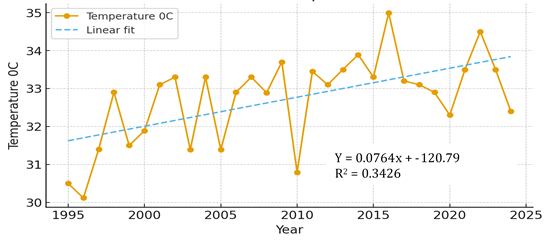 35
34
33
32
31
30
Temperature 0C
Temperature 0C
Linear fit
Y = 0.0764x + -120.79
R² = 0.3426
1995
2000
2005
2010
2015
2020
2025
Year